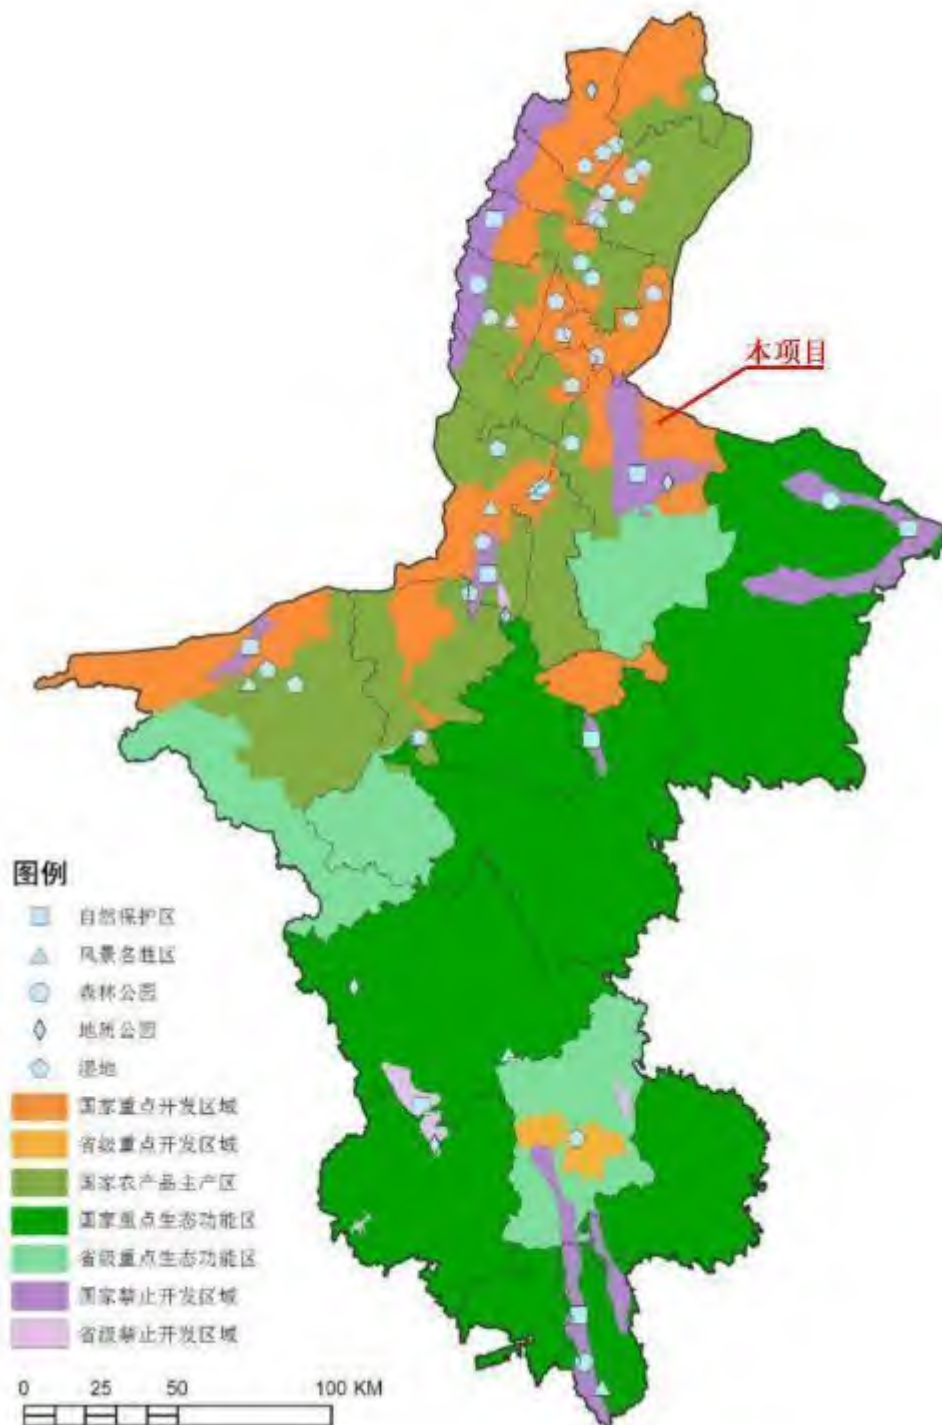 本项目
图例
自然保护区
风景名胜区
森林公园
地质公园
湿地
国家重点开发区域
省级重点开发区域
国家农产品主产区
国家重点生态功能区
省级重点生态功能区
国家禁止开发区域
省级禁止开发区域
0 25 50 100 KM